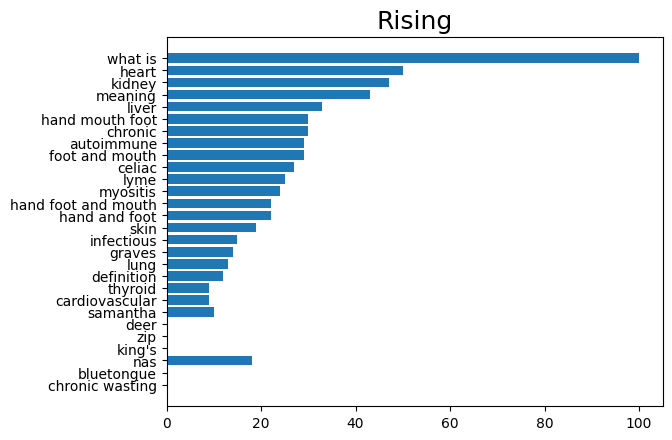 Rising
what is
heart
kidney
meaning
liver
hand mouth foot
chronic
autoimmune
foot and mouth
celiac
lyme
myositis
hand foot and mouth
hand and foot
skin
infectious
graves
lung
definition
thyroid
cardiovascular
samantha
deer
zip
king's
nas
bluetongue
chronic wasting
0 20 40 60 80 100